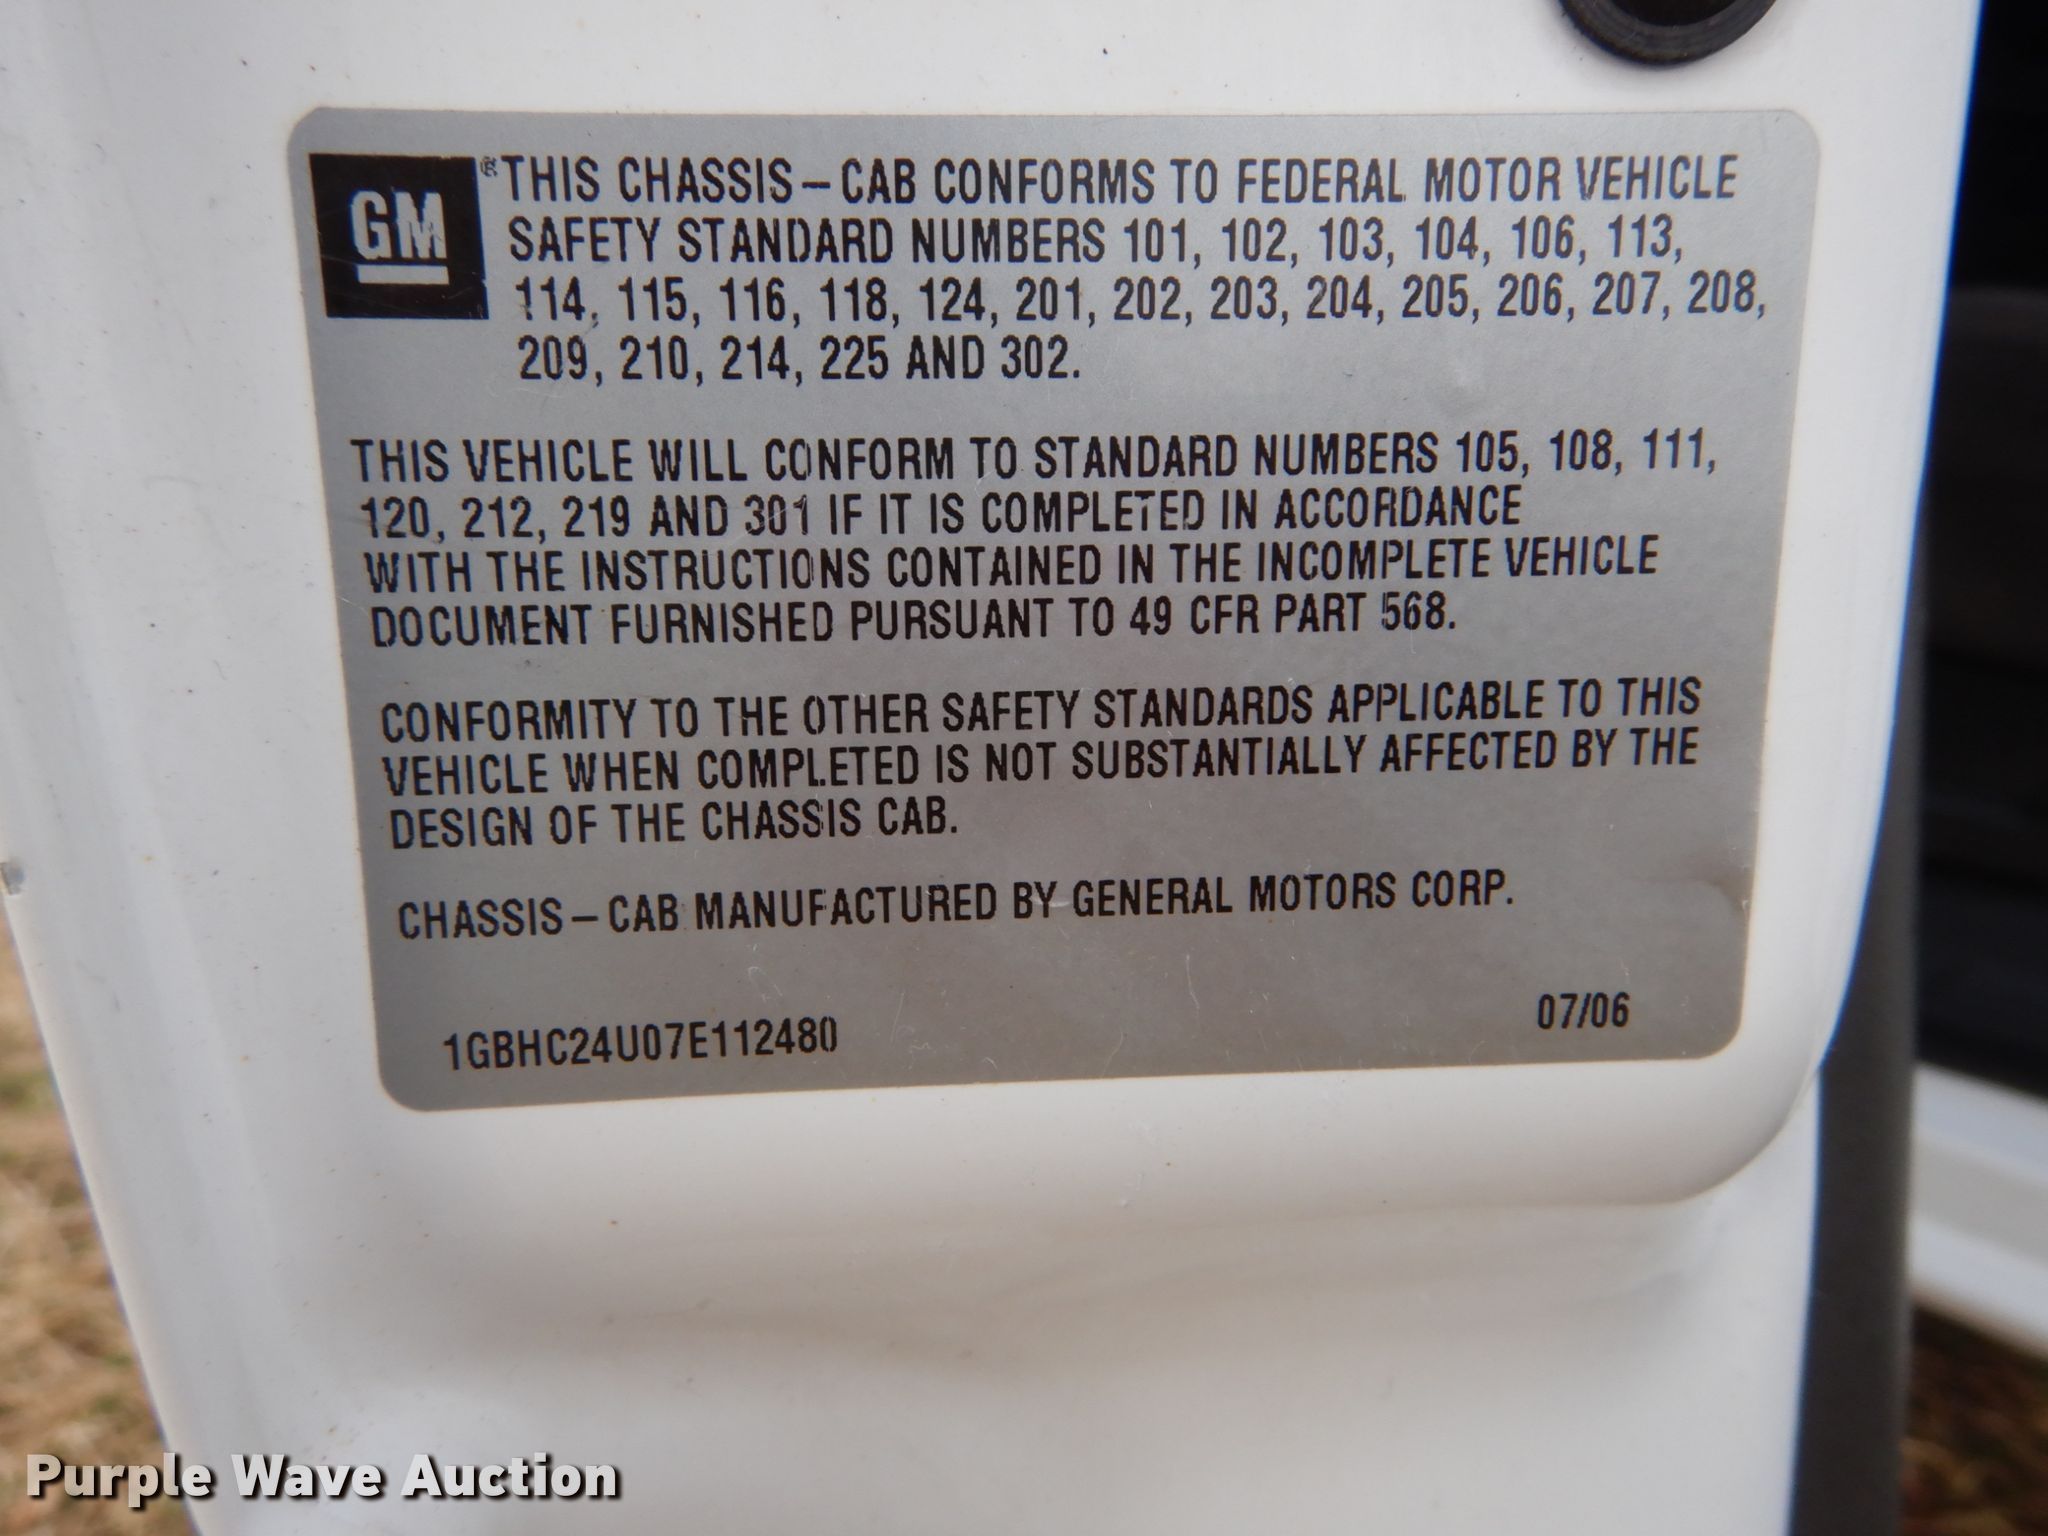 GM
® THIS CHASSIS – CAB CONFORMS TO FEDERAL MOTOR VEHICLE
SAFETY STANDARD NUMBERS 101, 102, 103, 104, 106, 113,
114, 115, 116, 118, 124, 201, 202, 203, 204, 205, 206, 207, 208,
209, 210, 214, 225 AND 302.
THIS VEHICLE WILL CONFORM TO STANDARD NUMBERS 105, 108, 111,
120, 212, 219 AND 301 IF IT IS COMPLETED IN ACCORDANCE
WITH THE INSTRUCTIONS CONTAINED IN THE INCOMPLETE VEHICLE
DOCUMENT FURNISHED PURSUANT TO 49 CFR PART 568.
CONFORMITY TO THE OTHER SAFETY STANDARDS APPLICABLE TO THIS
VEHICLE WHEN COMPLETED IS NOT SUBSTANTIALLY AFFECTED BY THE
DESIGN OF THE CHASSIS CAB.
CHASSIS – CAB MANUFACTURED BY GENERAL MOTORS CORP.
1GBHC24U07E112480 07/06
Purple Wave Auction